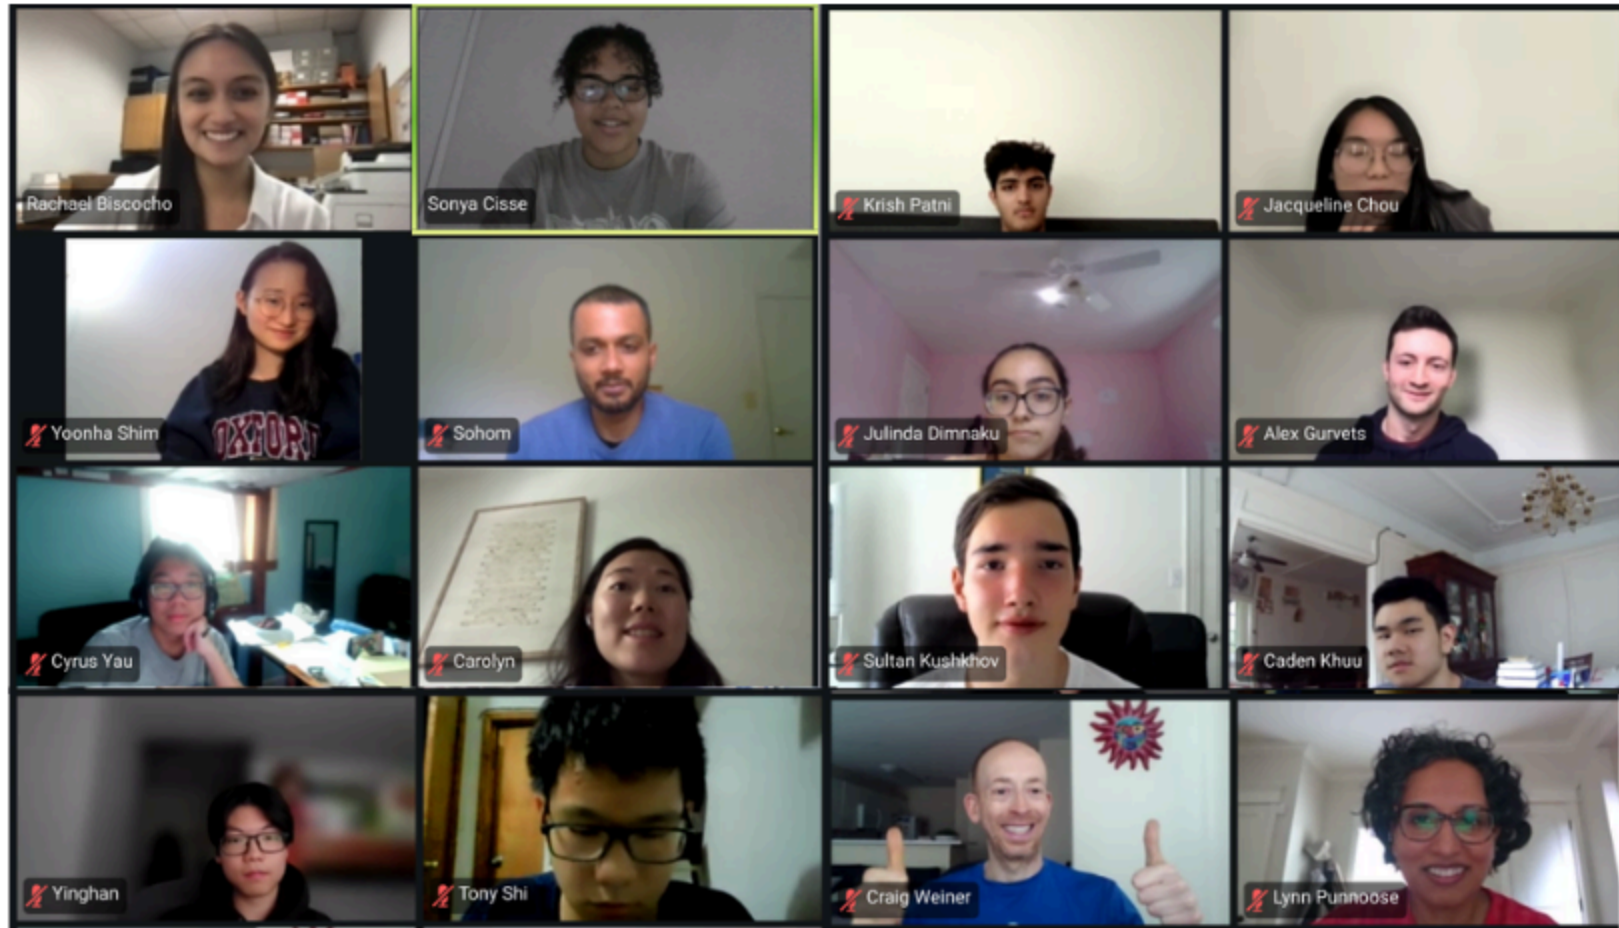 Rachael Biscocho
Sonya Cisse
Krish Patni
Jacqueline Chou
Yoonha Shim
OXFORD
Sohom
Julinda Dimnaku
Alex Gurvets
Cyrus Yau
Carolyn
Sultan Kushkhov
Caden Khuu
Yinghan
Tony Shi
Craig Weiner
Lynn Punnoose